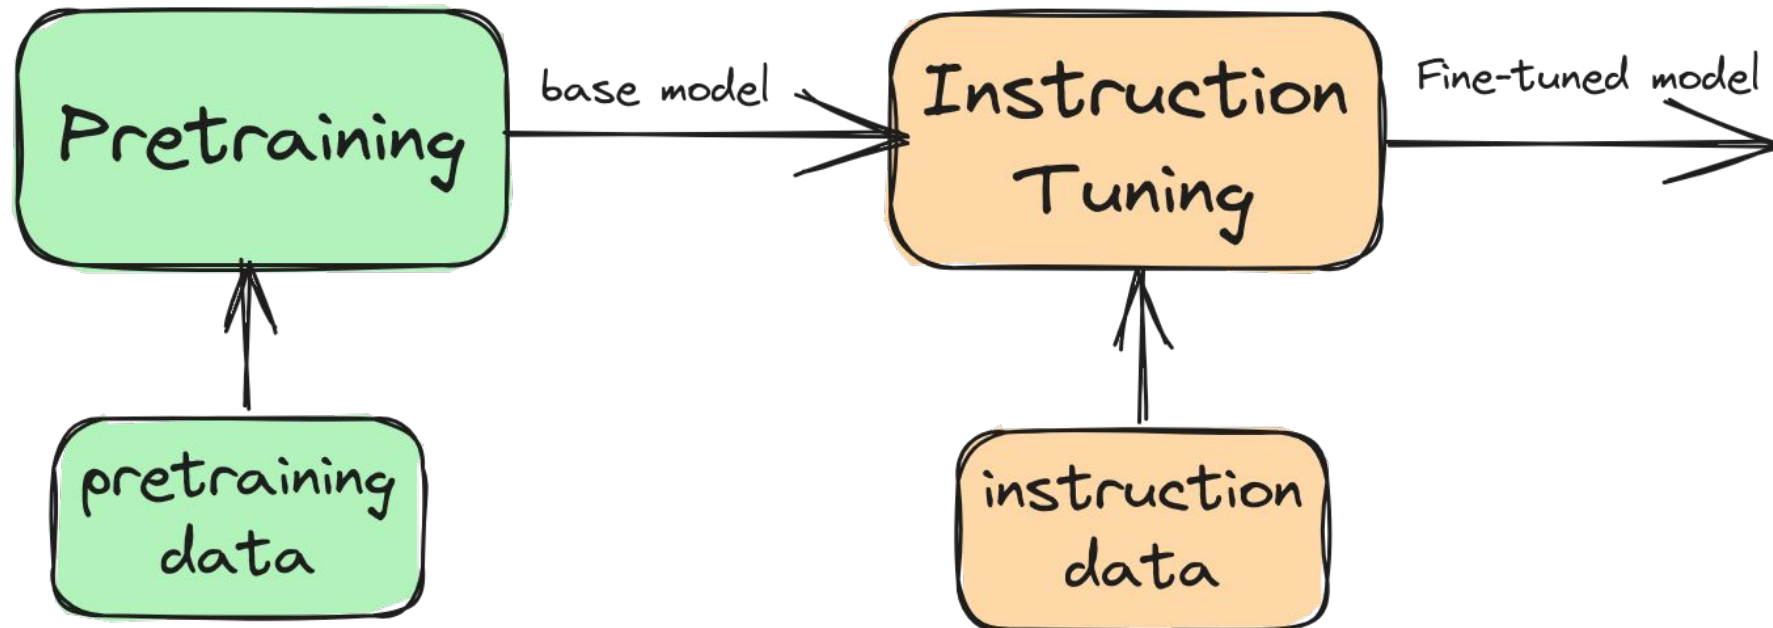 Pretraining
base model
Instruction
Tuning
Fine-tuned model
pretraining
data
instruction
data